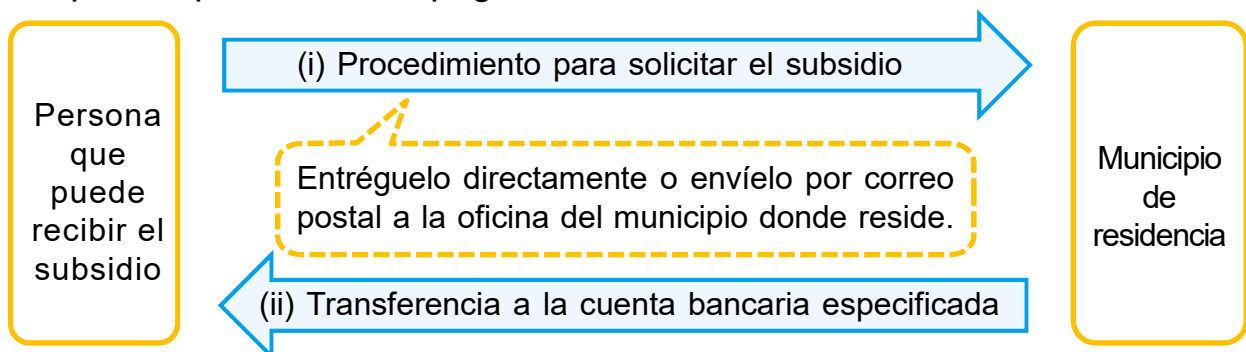 (i) Procedimiento para solicitar el subsidio
Persona
que
puede
recibir el
subsidio
Entréguelo directamente o envíelo por correo
postal a la oficina del municipio donde reside.
Municipio
de
residencia
(ii) Transferencia a la cuenta bancaria especificada